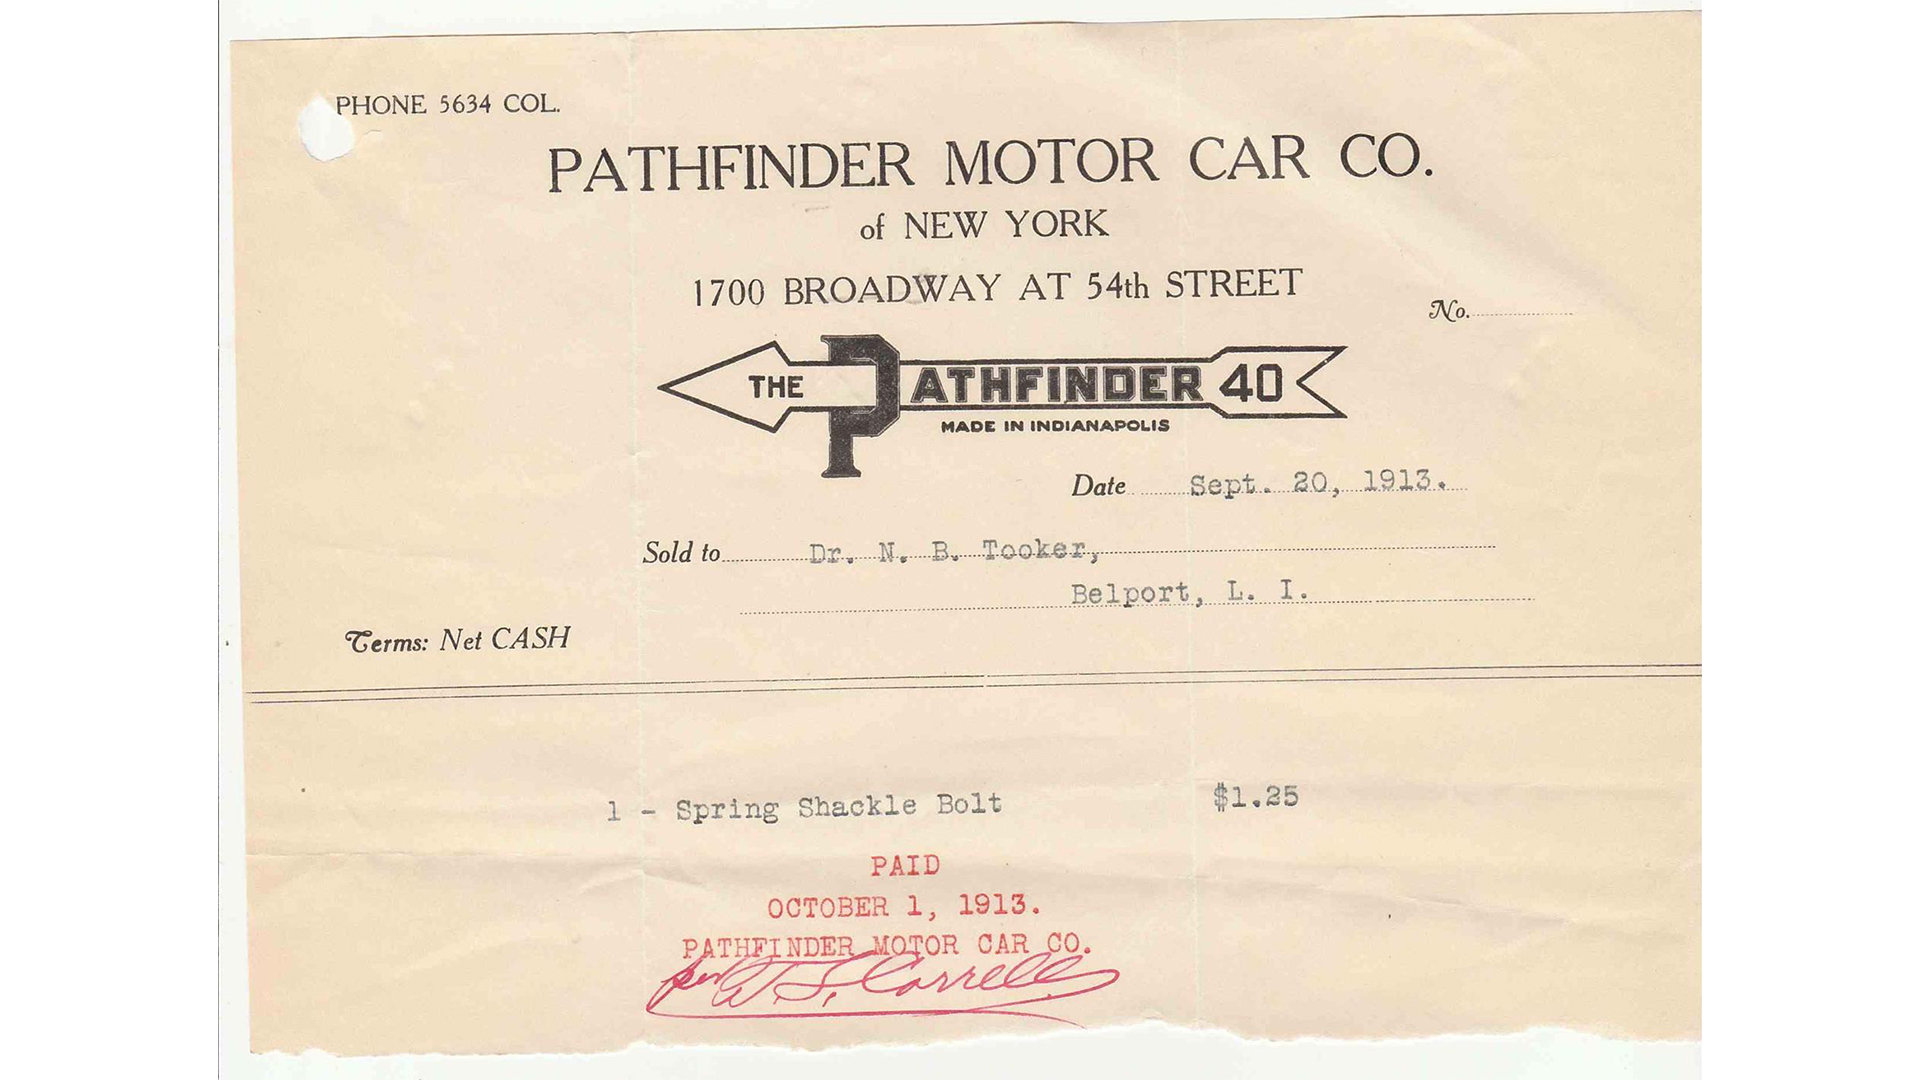 PHONE 5634 COL.
PATHFINDER MOTOR CAR CO.
of NEW YORK
1700 BROADWAY AT 54th STREET
No.
THE PATHFINDER 40
MADE IN INDIANAPOLIS
Date Sept. 20, 1913.
Sold to Dr. N. B. Tooker,
Belport, L. I.
Terms: Net CASH
1 - Spring Shackle Bolt $1.25
PAID
OCTOBER 1, 1913.
PATHFINDER MOTOR CAR CO.
per W. S. Carrell